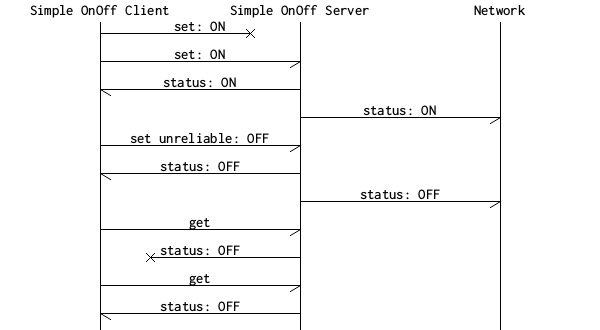 Simple OnOff Client Simple OnOff Server Network
set: ON
set: ON
status: ON
status: ON
set unreliable: OFF
status: OFF
status: OFF
get
status: OFF
get
status: OFF